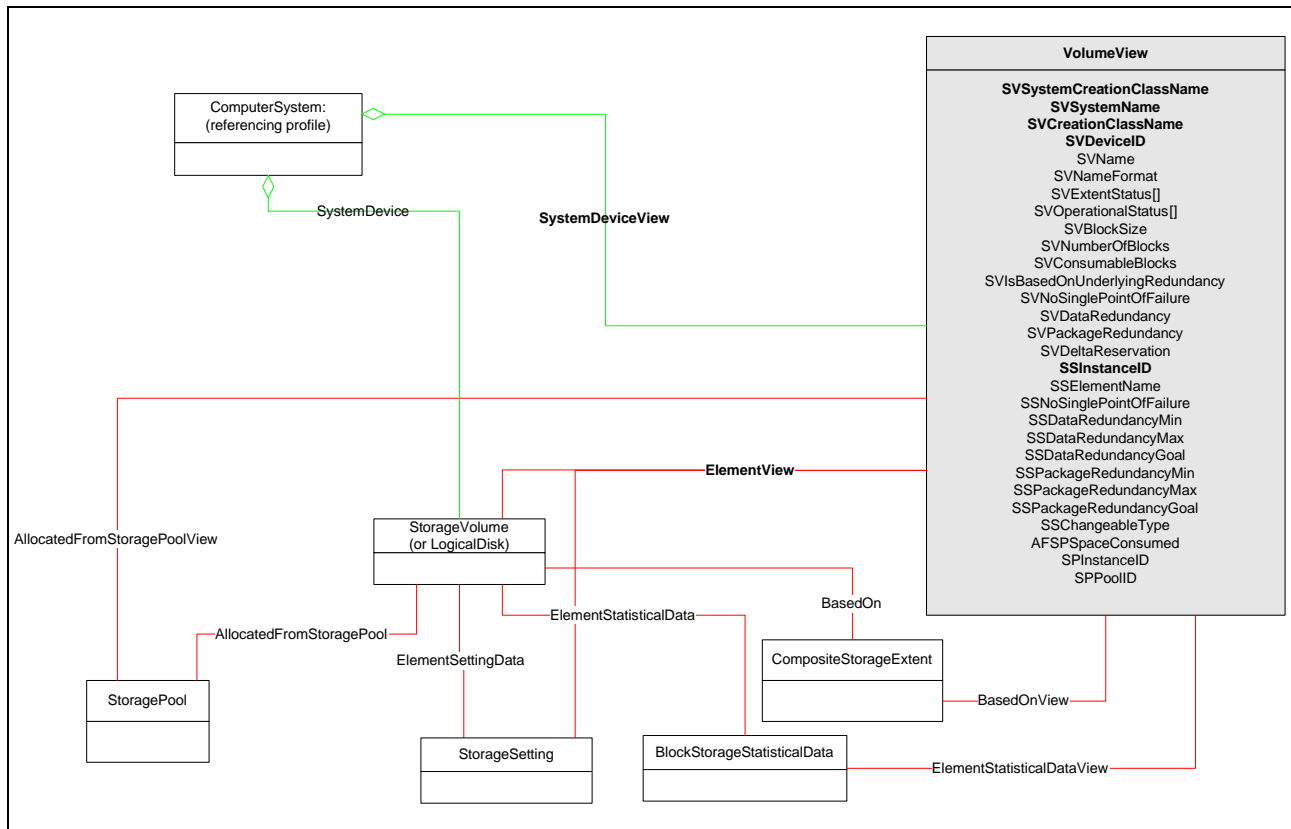 VolumeView
SVSystemCreationClassName
SVSystemName
SVCreationClassName
SVDeviceID
SVName
SVNameFormat
SVExtentStatus[]
SVOperationalStatus[]
SVBlockSize
SVNumberOfBlocks
SVConsumableBlocks
SVIsBasedOnUnderlyingRedundancy
SVNoSinglePointOfFailure
SVDataRedundancy
SVPackageRedundancy
SVDeltaReservation
SSInstanceID
SSElementName
SSNoSinglePointOfFailure
SSDataRedundancyMin
SSDataRedundancyMax
SSDataRedundancyGoal
SSPackageRedundancyMin
SSPackageRedundancyMax
SSPackageRedundancyGoal
SSChangeableType
AFSPSpaceConsumed
SPInstanceID
SPPoolID
ComputerSystem:
(referencing profile)
SystemDevice
SystemDeviceView
ElementView
StorageVolume
(or LogicalDisk)
AllocatedFromStoragePoolView
BasedOn
ElementStatisticalData
AllocatedFromStoragePool
ElementSettingData
CompositeStorageExtent
StoragePool
BasedOnView
StorageSetting
BlockStorageStatisticalData
ElementStatisticalDataView